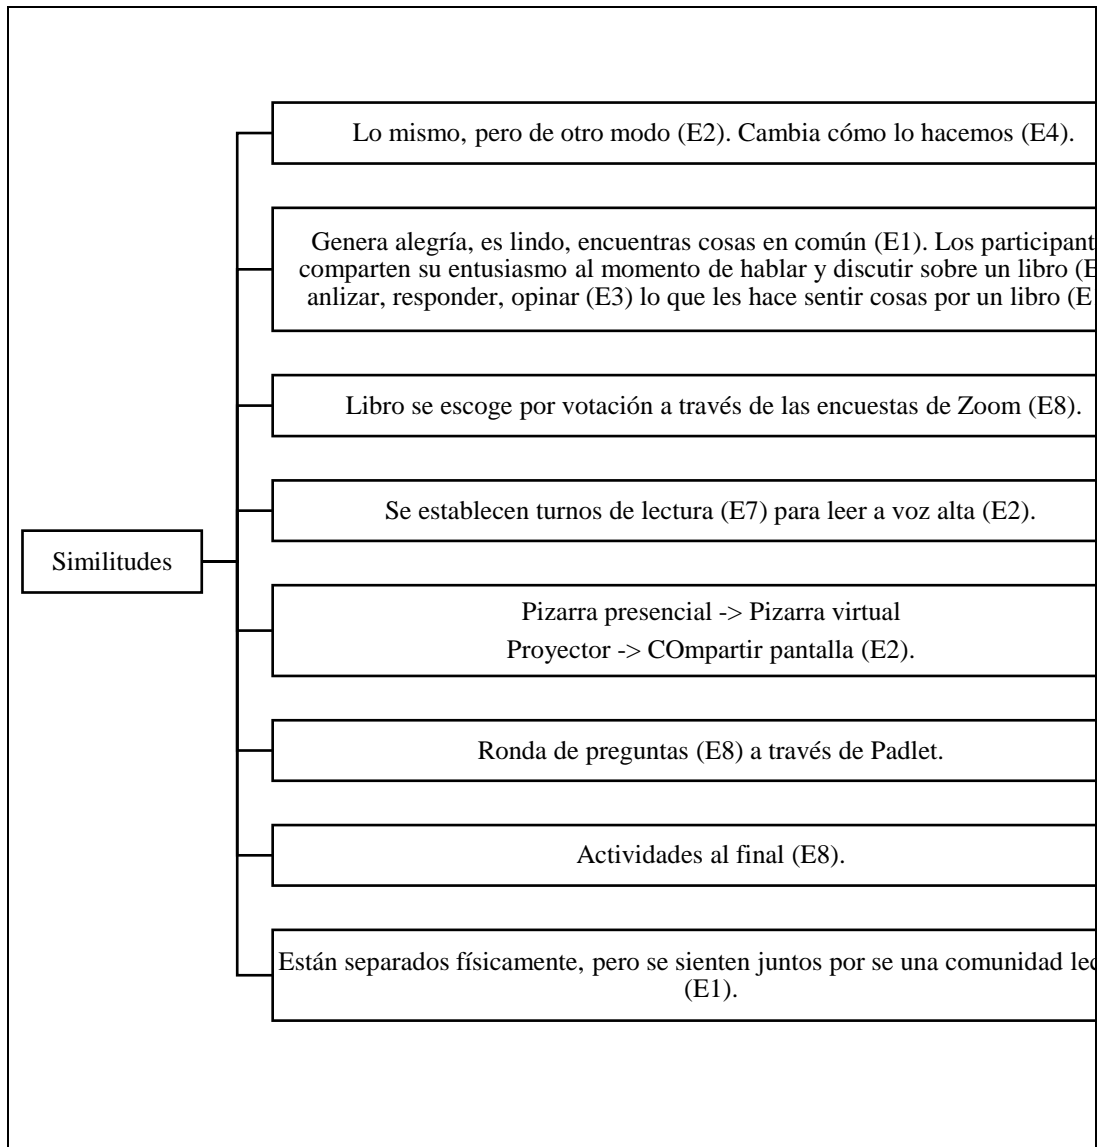 Lo mismo, pero de otro modo (E2). Cambia cómo lo hacemos (E4).
Genera alegría, es lindo, encuentras cosas en común (E1). Los
comparten su entusiasmo al momento de hablar y discutir sobre un libro
anlizar, responder, opinar (E3) lo que les hace sentir cosas por un libro
Libro se escoge por votación a través de las encuestas de Zoom (E8).
Se establecen turnos de lectura (E7) para leer a voz alta (E2).
Similitudes
Pizarra presencial -> Pizarra virtual
Proyector -> COmpartir pantalla (E2).
Ronda de preguntas (E8) a través de Padlet.
Actividades al final (E8).
Están separados físicamente, pero se sienten juntos por se una comunidad
(E1).